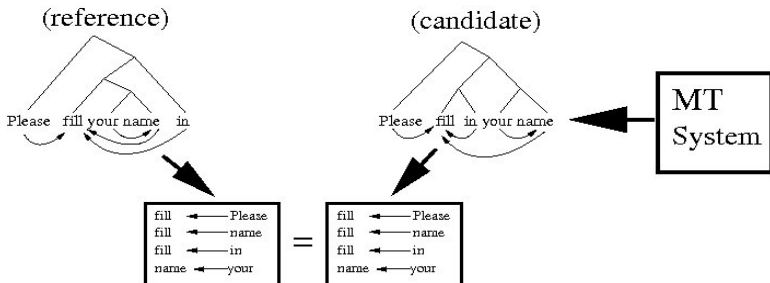 (reference)
(candidate)
Please fill your name in
Please fill in your name
MT
System
fill Please
fill name
fill in
name your
=
fill Please
fill name
fill in
name your